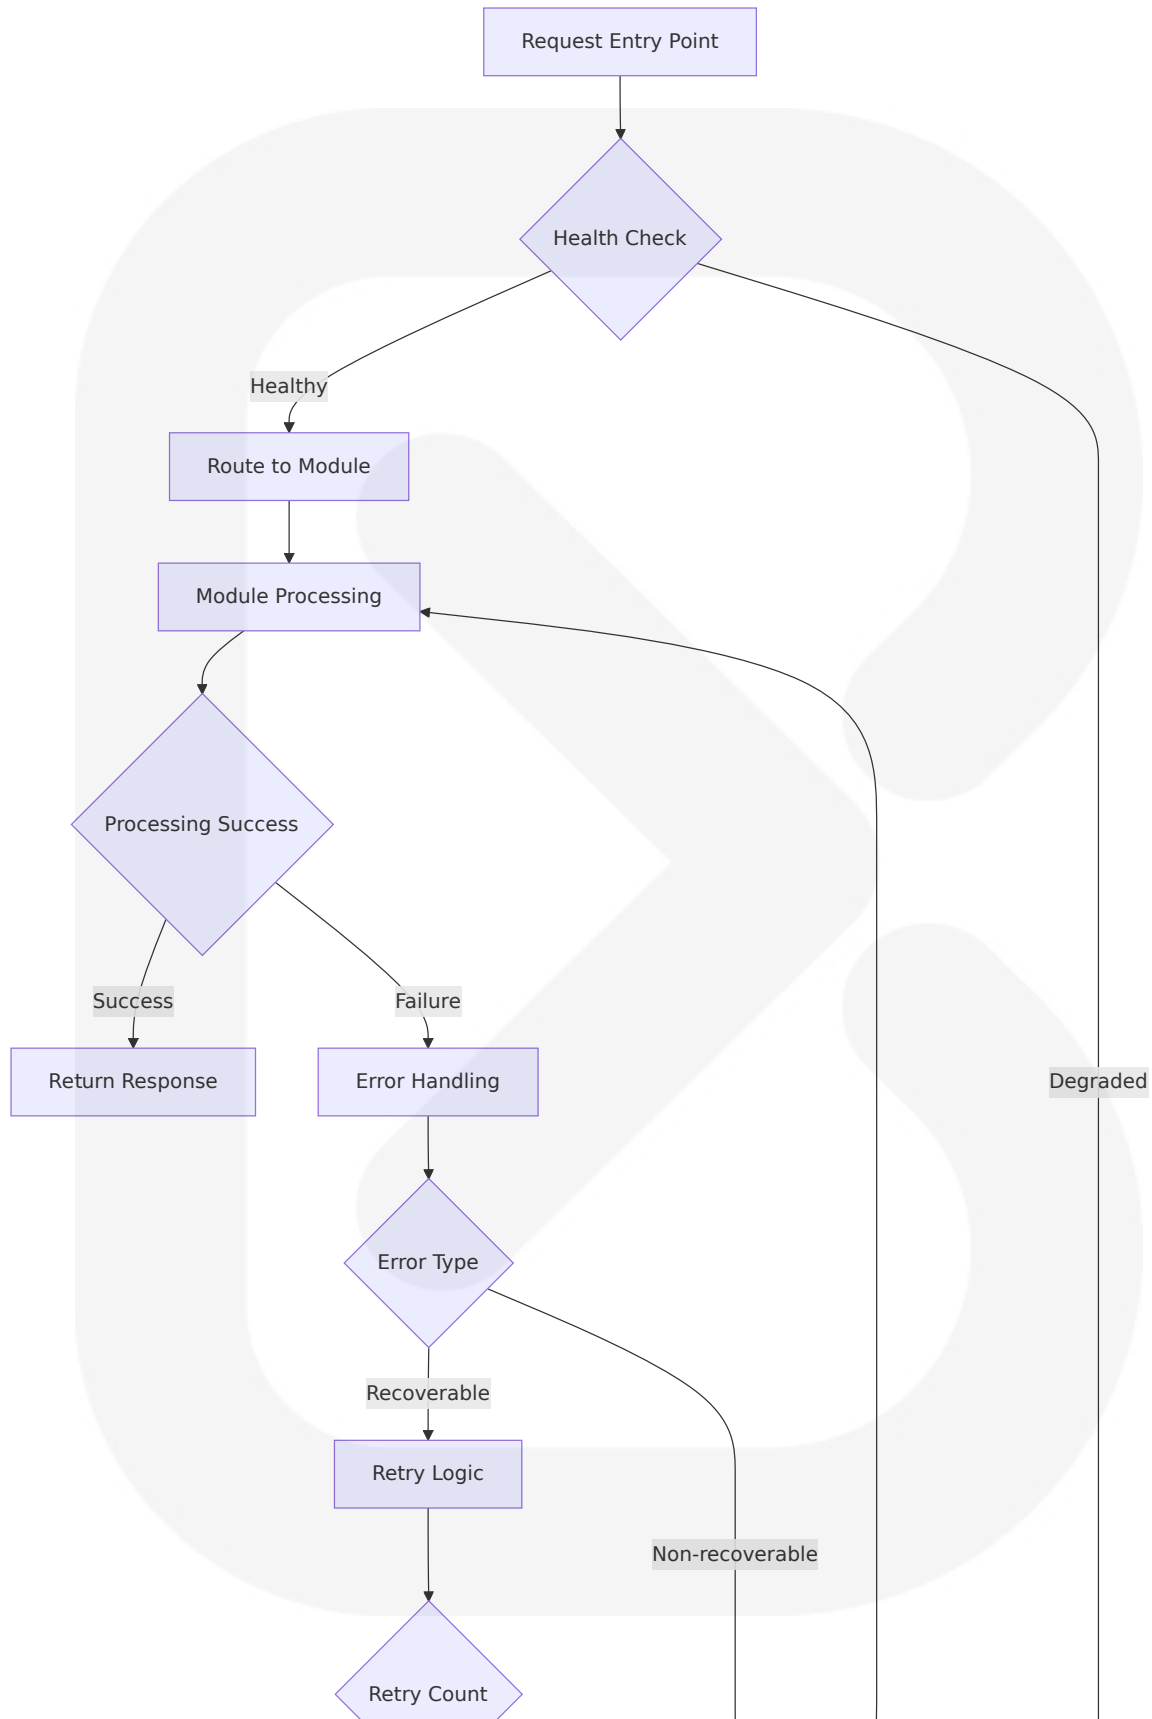 Request Entry Point
Health Check
Healthy
Route to Module
Module Processing
Processing Success
Success
Failure
Return Response
Error Handling
Degraded
Error Type
Recoverable
Retry Logic
Non-recoverable
Retry Count